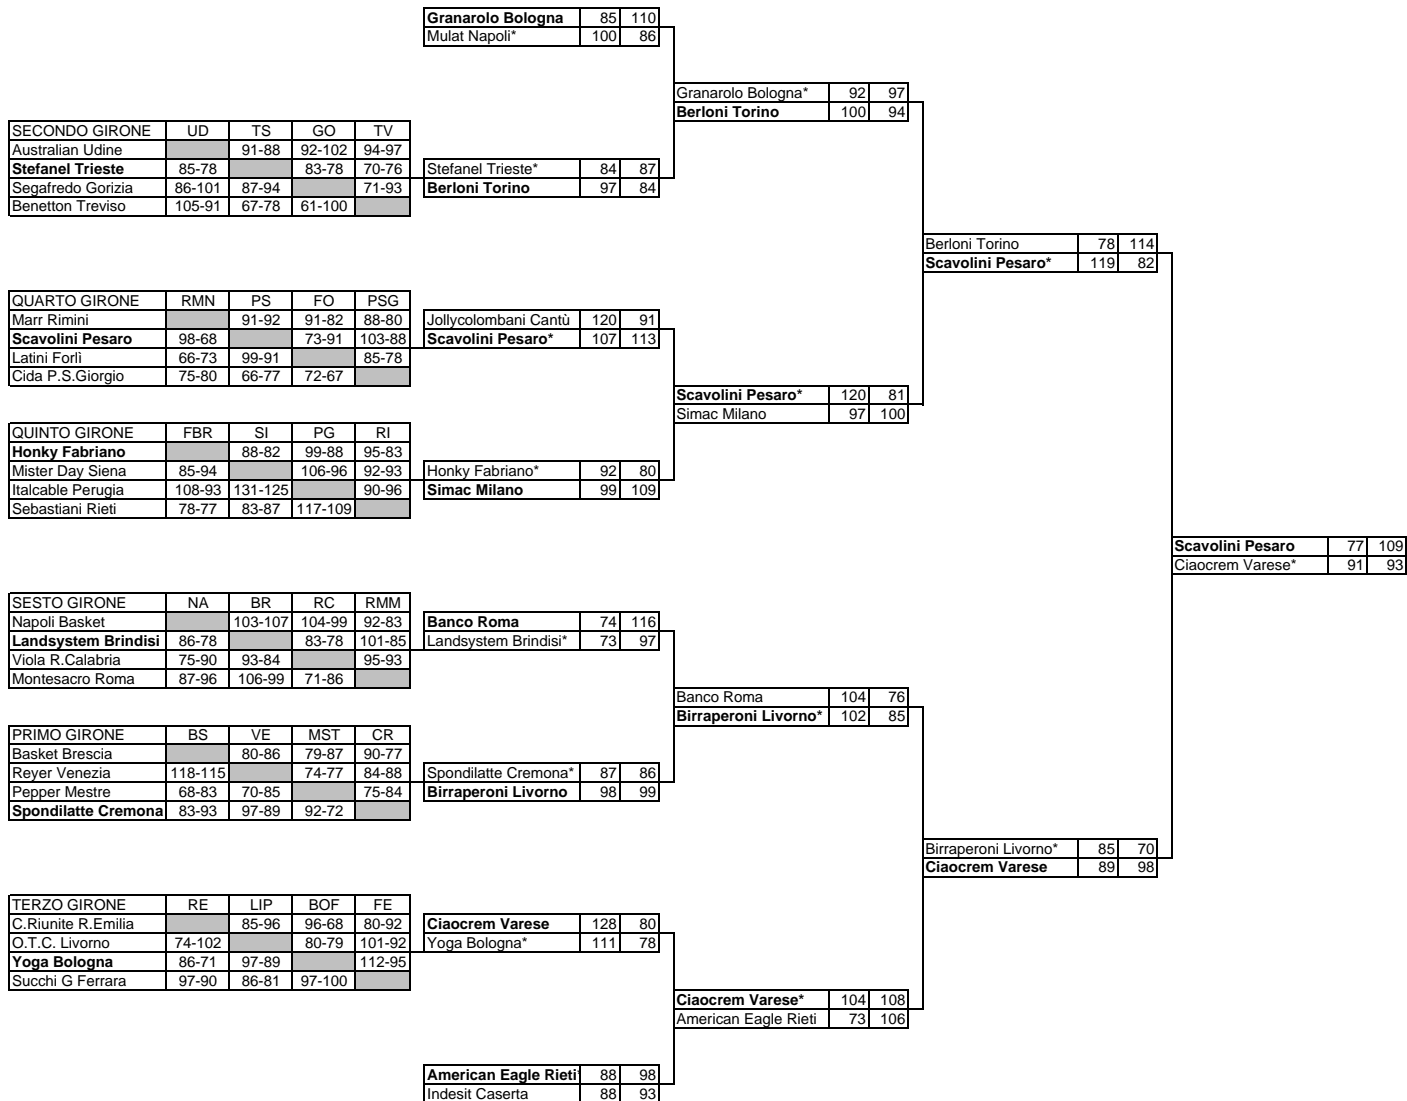 Granarolo Bologna 85 110
Mulat Napoli* 100 86
Granarolo Bologna* 92 97
Berloni Torino 100 94
SECONDO GIRONE UD TS GO TV
Australian Udine 91-88 92-102 94-97
Stefanel Trieste 85-78 83-78 70-76
Segafredo Gorizia 86-101 87-94 71-93
Benetton Treviso 105-91 67-78 61-100
Stefanel Trieste* 84 87
Berloni Torino 97 84
Berloni Torino 78 114
Scavolini Pesaro* 119 82
QUARTO GIRONE RMN PS FO PSG
Marr Rimini 91-92 91-82 88-80
Scavolini Pesaro 98-68 73-91 103-88
Latini Forlì 66-73 99-91 85-78
Cida P.S.Giorgio 75-80 66-77 72-67
Jollycolombani Cantù 120 91
Scavolini Pesaro* 107 113
Scavolini Pesaro* 120 81
Simac Milano 97 100
QUINTO GIRONE FBR SI PG RI
Honky Fabriano 88-82 99-88 95-83
Mister Day Siena 85-94 106-96 92-93
Italcable Perugia 108-93 131-125 90-96
Sebastiani Rieti 78-77 83-87 117-109
Honky Fabriano* 92 80
Simac Milano 99 109
Scavolini Pesaro 77 109
Ciaocrem Varese* 91 93
SESTO GIRONE NA BR RC RMM
Napoli Basket 103-107 104-99 92-83
Landsystem Brindisi 86-78 83-78 101-85
Viola R.Calabria 75-90 93-84 95-93
Montesacro Roma 87-96 106-99 71-86
Banco Roma 74 116
Landsystem Brindisi* 73 97
Banco Roma 104 76
Birraperoni Livorno* 102 85
PRIMO GIRONE BS VE MST CR
Basket Brescia 80-86 79-87 90-77
Reyer Venezia 118-115 74-77 84-88
Pepper Mestre 68-83 70-85 75-84
Spondilatte Cremona 83-93 97-89 92-72
Spondilatte Cremona* 87 86
Birraperoni Livorno 98 99
Birraperoni Livorno* 85 70
Ciaocrem Varese 89 98
TERZO GIRONE RE LIP BOF FE
C.Riunite R.Emilia 85-96 96-68 80-92
O.T.C. Livorno 74-102 80-79 101-92
Yoga Bologna 86-71 97-89 112-95
Succhi G Ferrara 97-90 86-81 97-100
Ciaocrem Varese 128 80
Yoga Bologna* 111 78
Ciaocrem Varese* 104 108
American Eagle Rieti 73 106
American Eagle Rieti* 88 98
Indesit Caserta 88 93